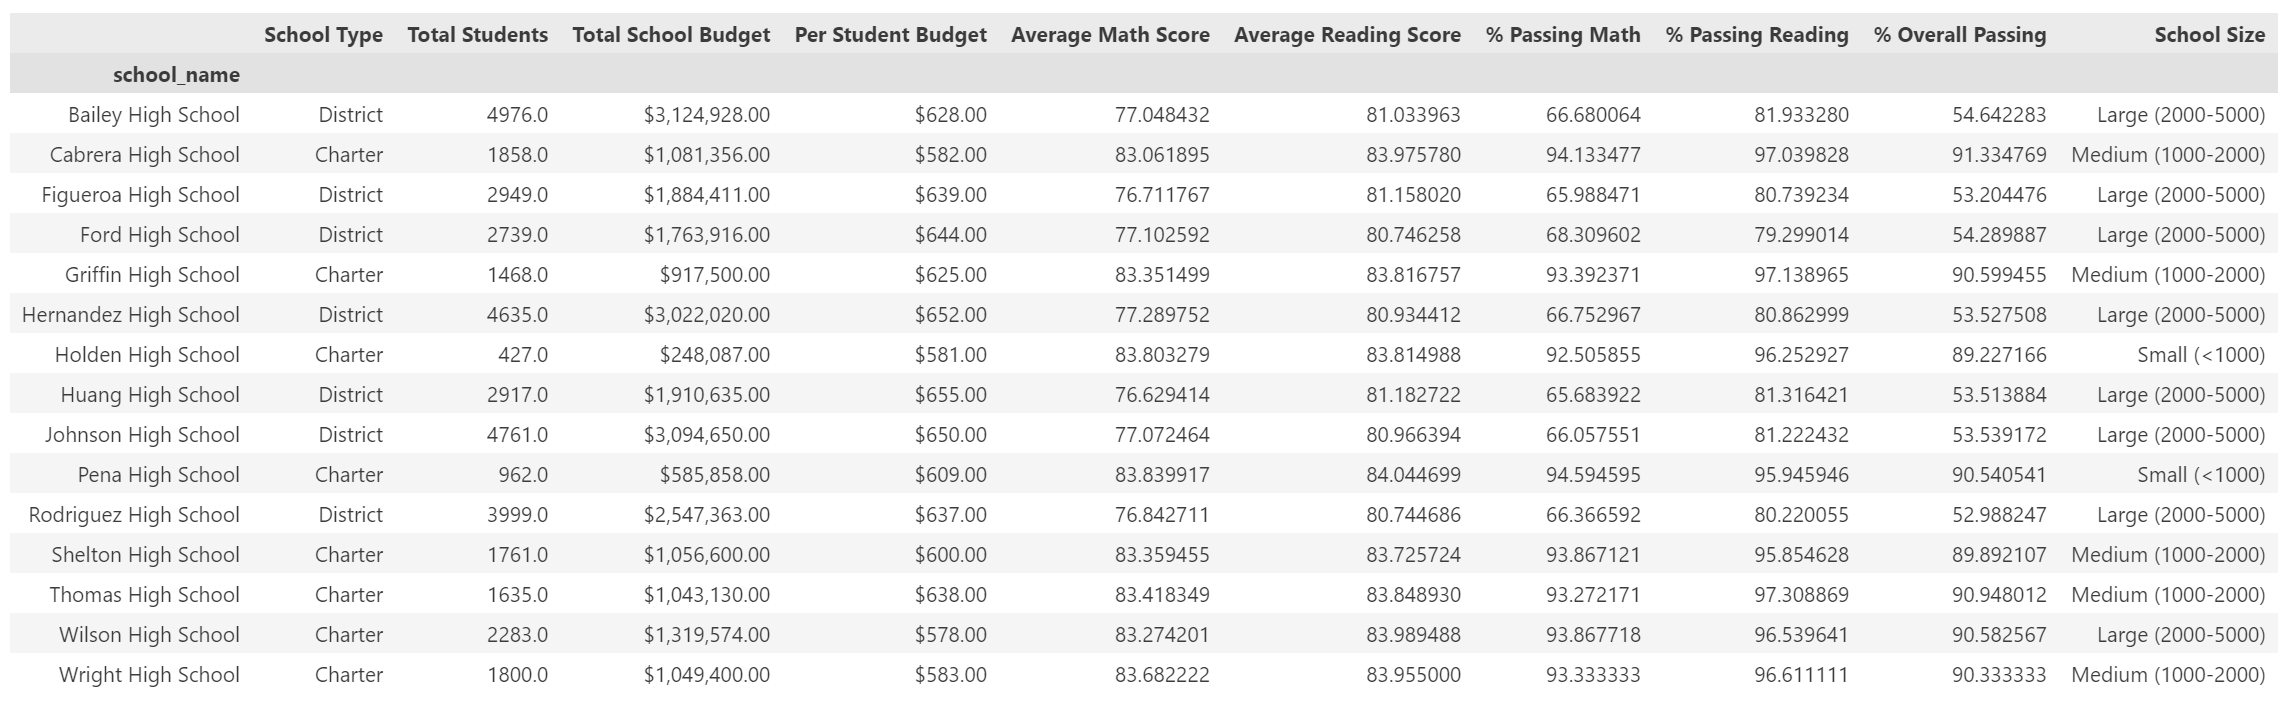 School Type Total Students Total School Budget Per Student Budget Average Math Score Average Reading Score % Passing Math % Passing Reading % Overall Passing School Size
school_name
Bailey High School District 4976.0 $3,124,928.00 $628.00 77.048432 81.033963 66.680064 81.933280 54.642283 Large (2000-5000)
Cabrera High School Charter 1858.0 $1,081,356.00 $582.00 83.061895 83.975780 94.133477 97.039828 91.334769 Medium (1000-2000)
Figueroa High School District 2949.0 $1,884,411.00 $639.00 76.711767 81.158020 65.988471 80.739234 53.204476 Large (2000-5000)
Ford High School District 2739.0 $1,763,916.00 $644.00 77.102592 80.746258 68.309602 79.299014 54.289887 Large (2000-5000)
Griffin High School Charter 1468.0 $917,500.00 $625.00 83.351499 83.816757 93.392371 97.138965 90.599455 Medium (1000-2000)
Hernandez High School District 4635.0 $3,022,020.00 $652.00 77.289752 80.934412 66.752967 80.862999 53.527508 Large (2000-5000)
Holden High School Charter 427.0 $248,087.00 $581.00 83.803279 83.814988 92.505855 96.252927 89.227166 Small (<1000)
Huang High School District 2917.0 $1,910,635.00 $655.00 76.629414 81.182722 65.683922 81.316421 53.513884 Large (2000-5000)
Johnson High School District 4761.0 $3,094,650.00 $650.00 77.072464 80.966394 66.057551 81.222432 53.539172 Large (2000-5000)
Pena High School Charter 962.0 $585,858.00 $609.00 83.839917 84.044699 94.594595 95.945946 90.540541 Small (<1000)
Rodriguez High School District 3999.0 $2,547,363.00 $637.00 76.842711 80.744686 66.366592 80.220055 52.988247 Large (2000-5000)
Shelton High School Charter 1761.0 $1,056,600.00 $600.00 83.359455 83.725724 93.867121 95.854628 89.892107 Medium (1000-2000)
Thomas High School Charter 1635.0 $1,043,130.00 $638.00 83.418349 83.848930 93.272171 97.308869 90.948012 Medium (1000-2000)
Wilson High School Charter 2283.0 $1,319,574.00 $578.00 83.274201 83.989488 93.867718 96.539641 90.582567 Large (2000-5000)
Wright High School Charter 1800.0 $1,049,400.00 $583.00 83.682222 83.955000 93.333333 96.611111 90.333333 Medium (1000-2000)